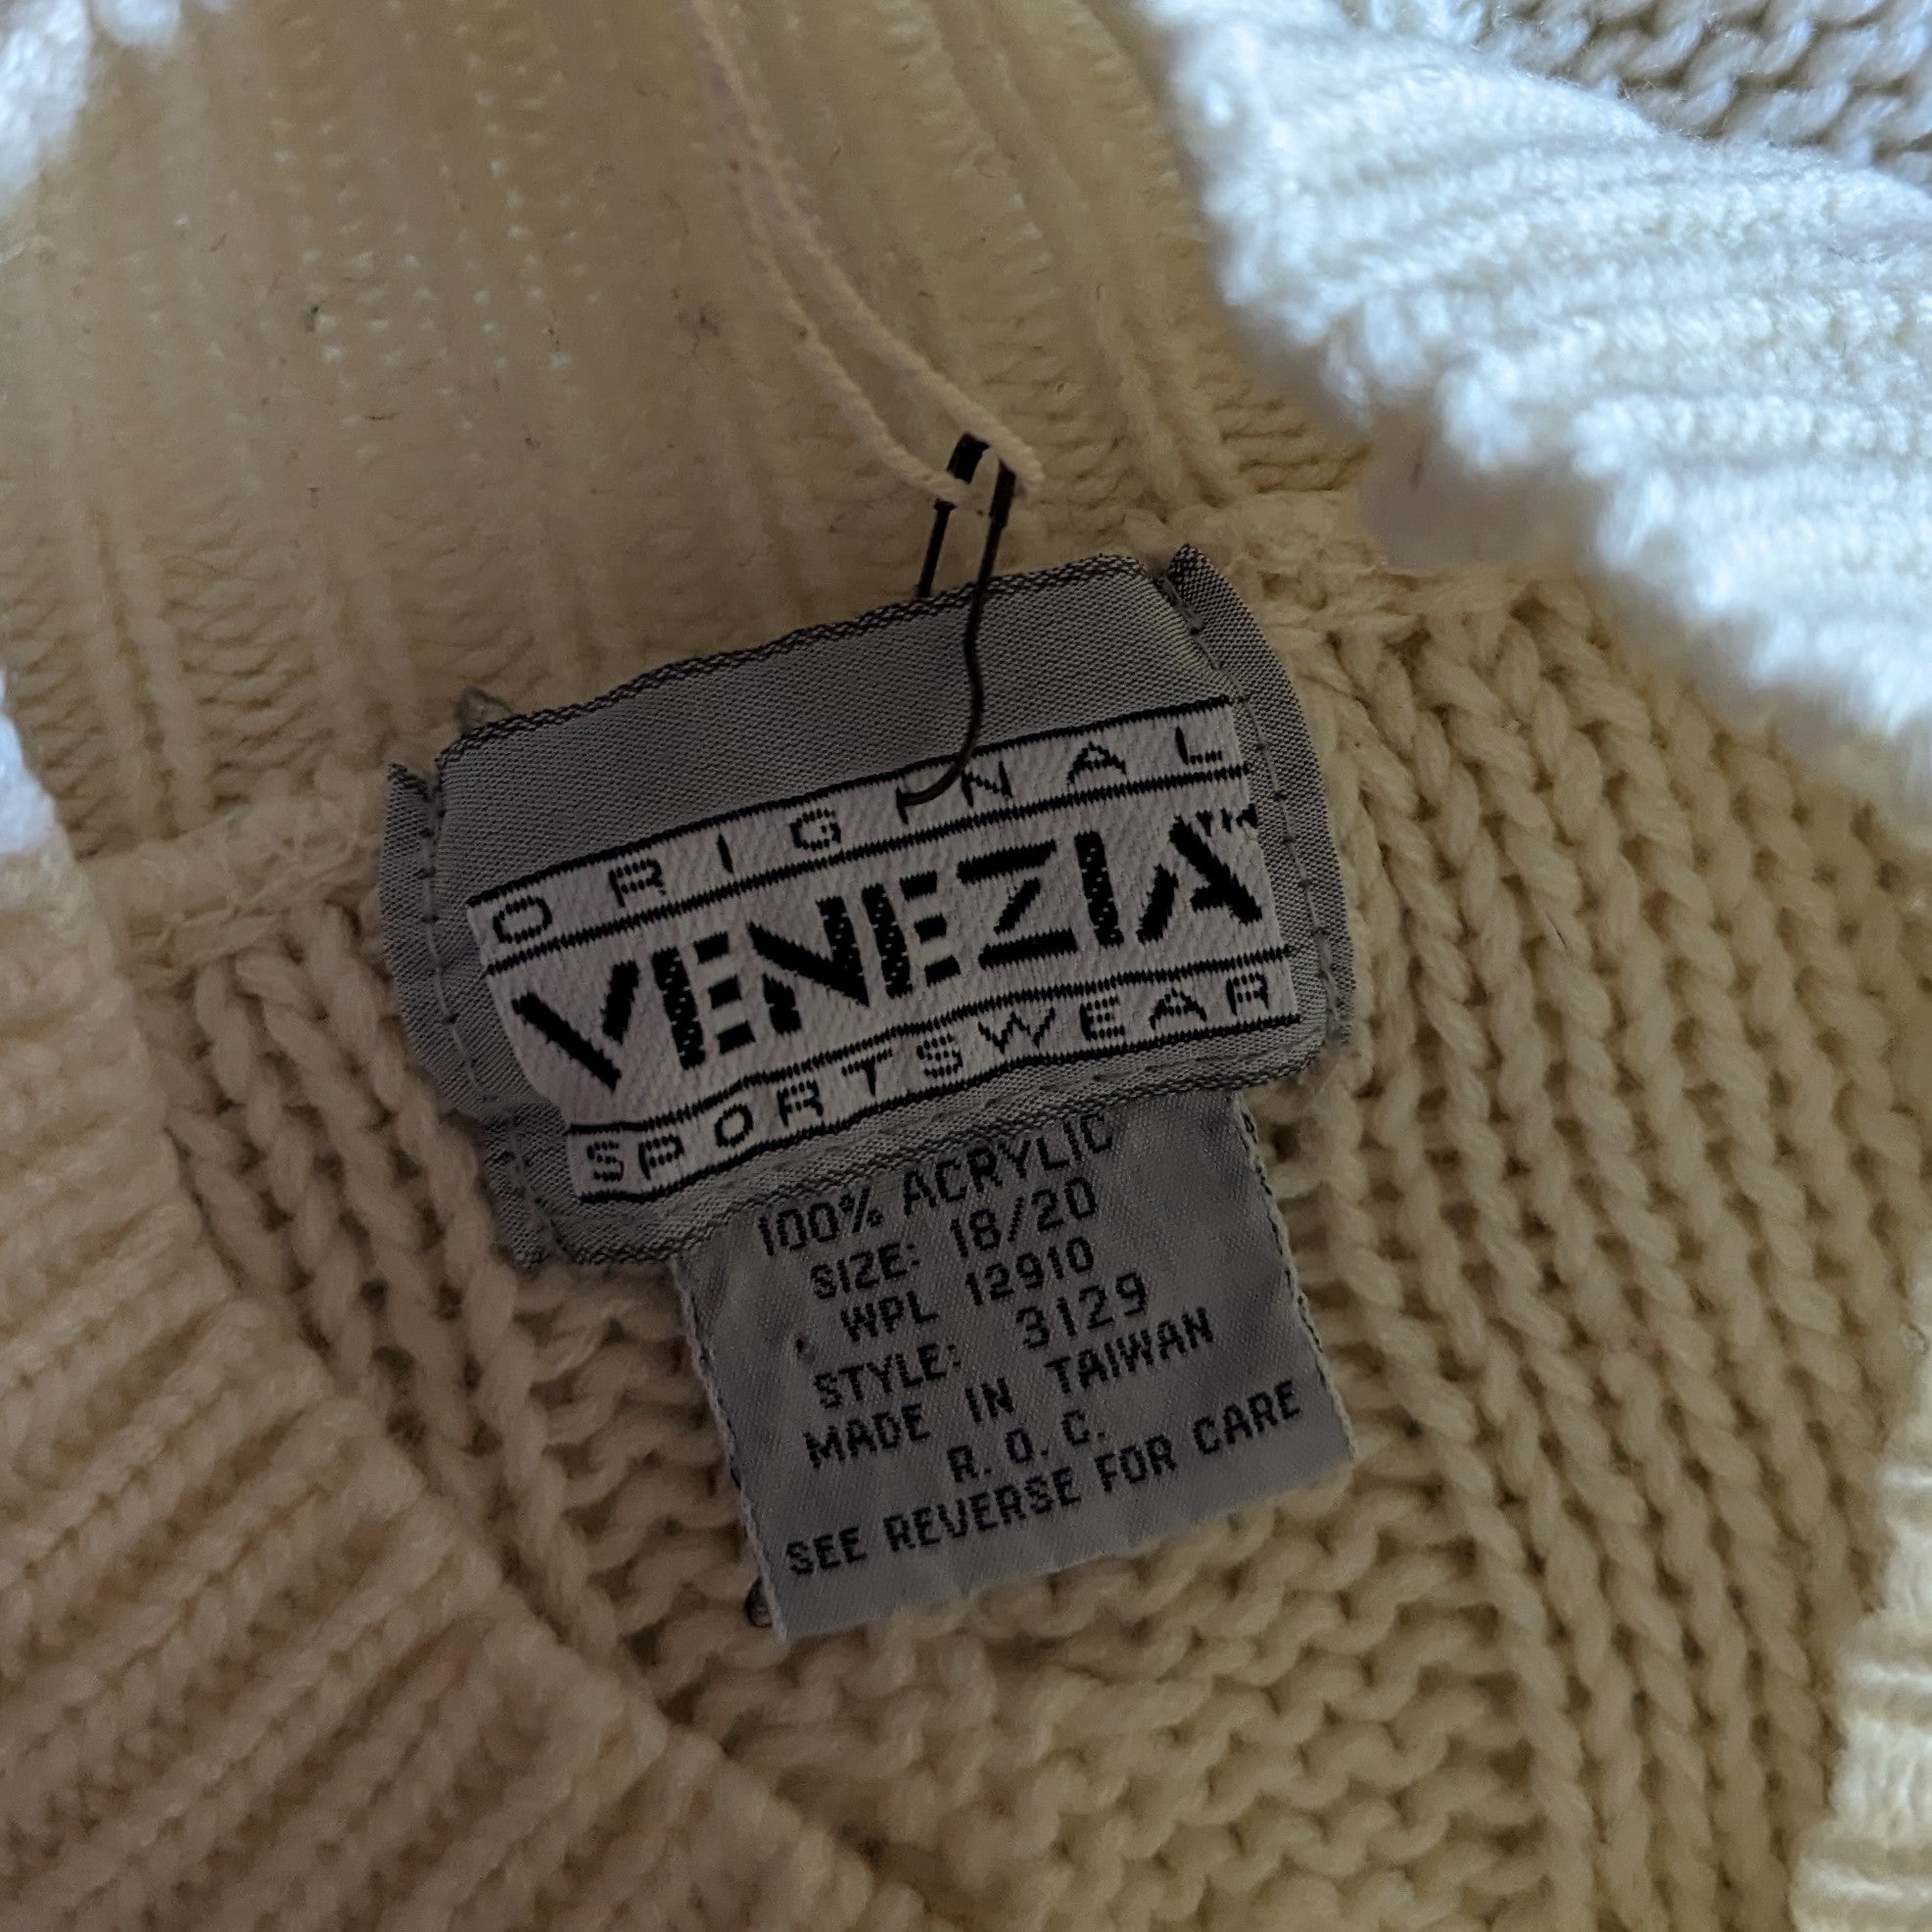 ORIGINAL
VENEZIA™
SPORTSWEAR
100% ACRYLIC
SIZE: 18/20
WPL 12910
STYLE: 3129
MADE IN TAIWAN
R.O.C.
SEE REVERSE FOR CARE